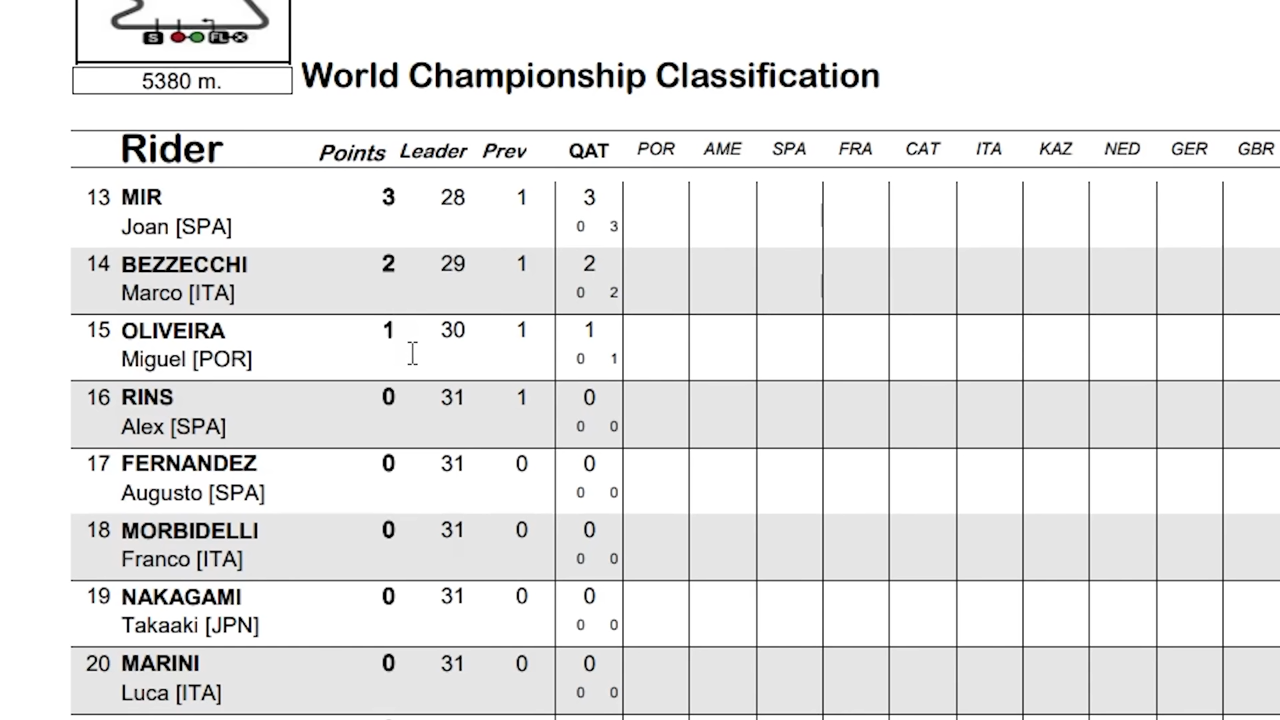 S FL
5380 m.
World Championship Classification
Rider Points Leader Prev QAT POR AME SPA FRA CAT ITA KAZ NED GER GBR
13 MIR 3 28 1 3
Joan [SPA] 0 3
14 BEZZECCHI 2 29 1 2
Marco [ITA] 0 2
15 OLIVEIRA 1 30 1 1
Miguel [POR] 0 1
16 RINS 0 31 1 0
Alex [SPA] 0 0
17 FERNANDEZ 0 31 0 0
Augusto [SPA] 0 0
18 MORBIDELLI 0 31 0 0
Franco [ITA] 0 0
19 NAKAGAMI 0 31 0 0
Takaaki [JPN] 0 0
20 MARINI 0 31 0 0
Luca [ITA] 0 0